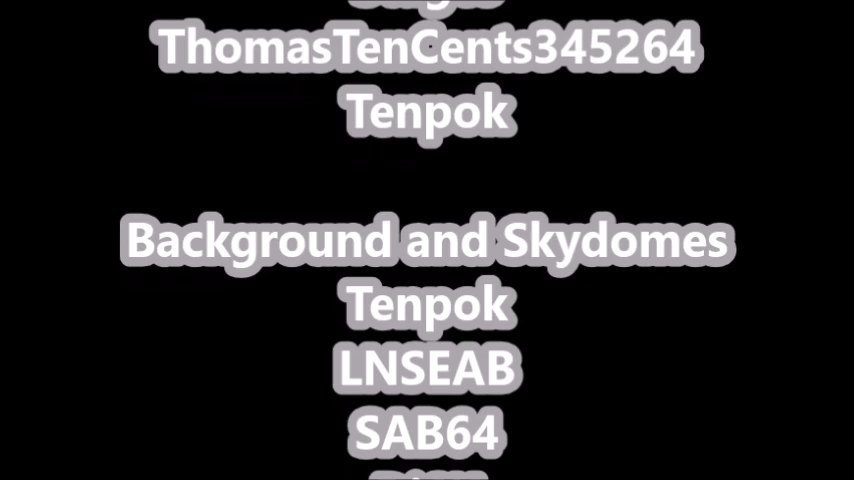 ThomasTenCents345264
Tenpok
Background and Skydomes
Tenpok
LNSEAB
SAB64